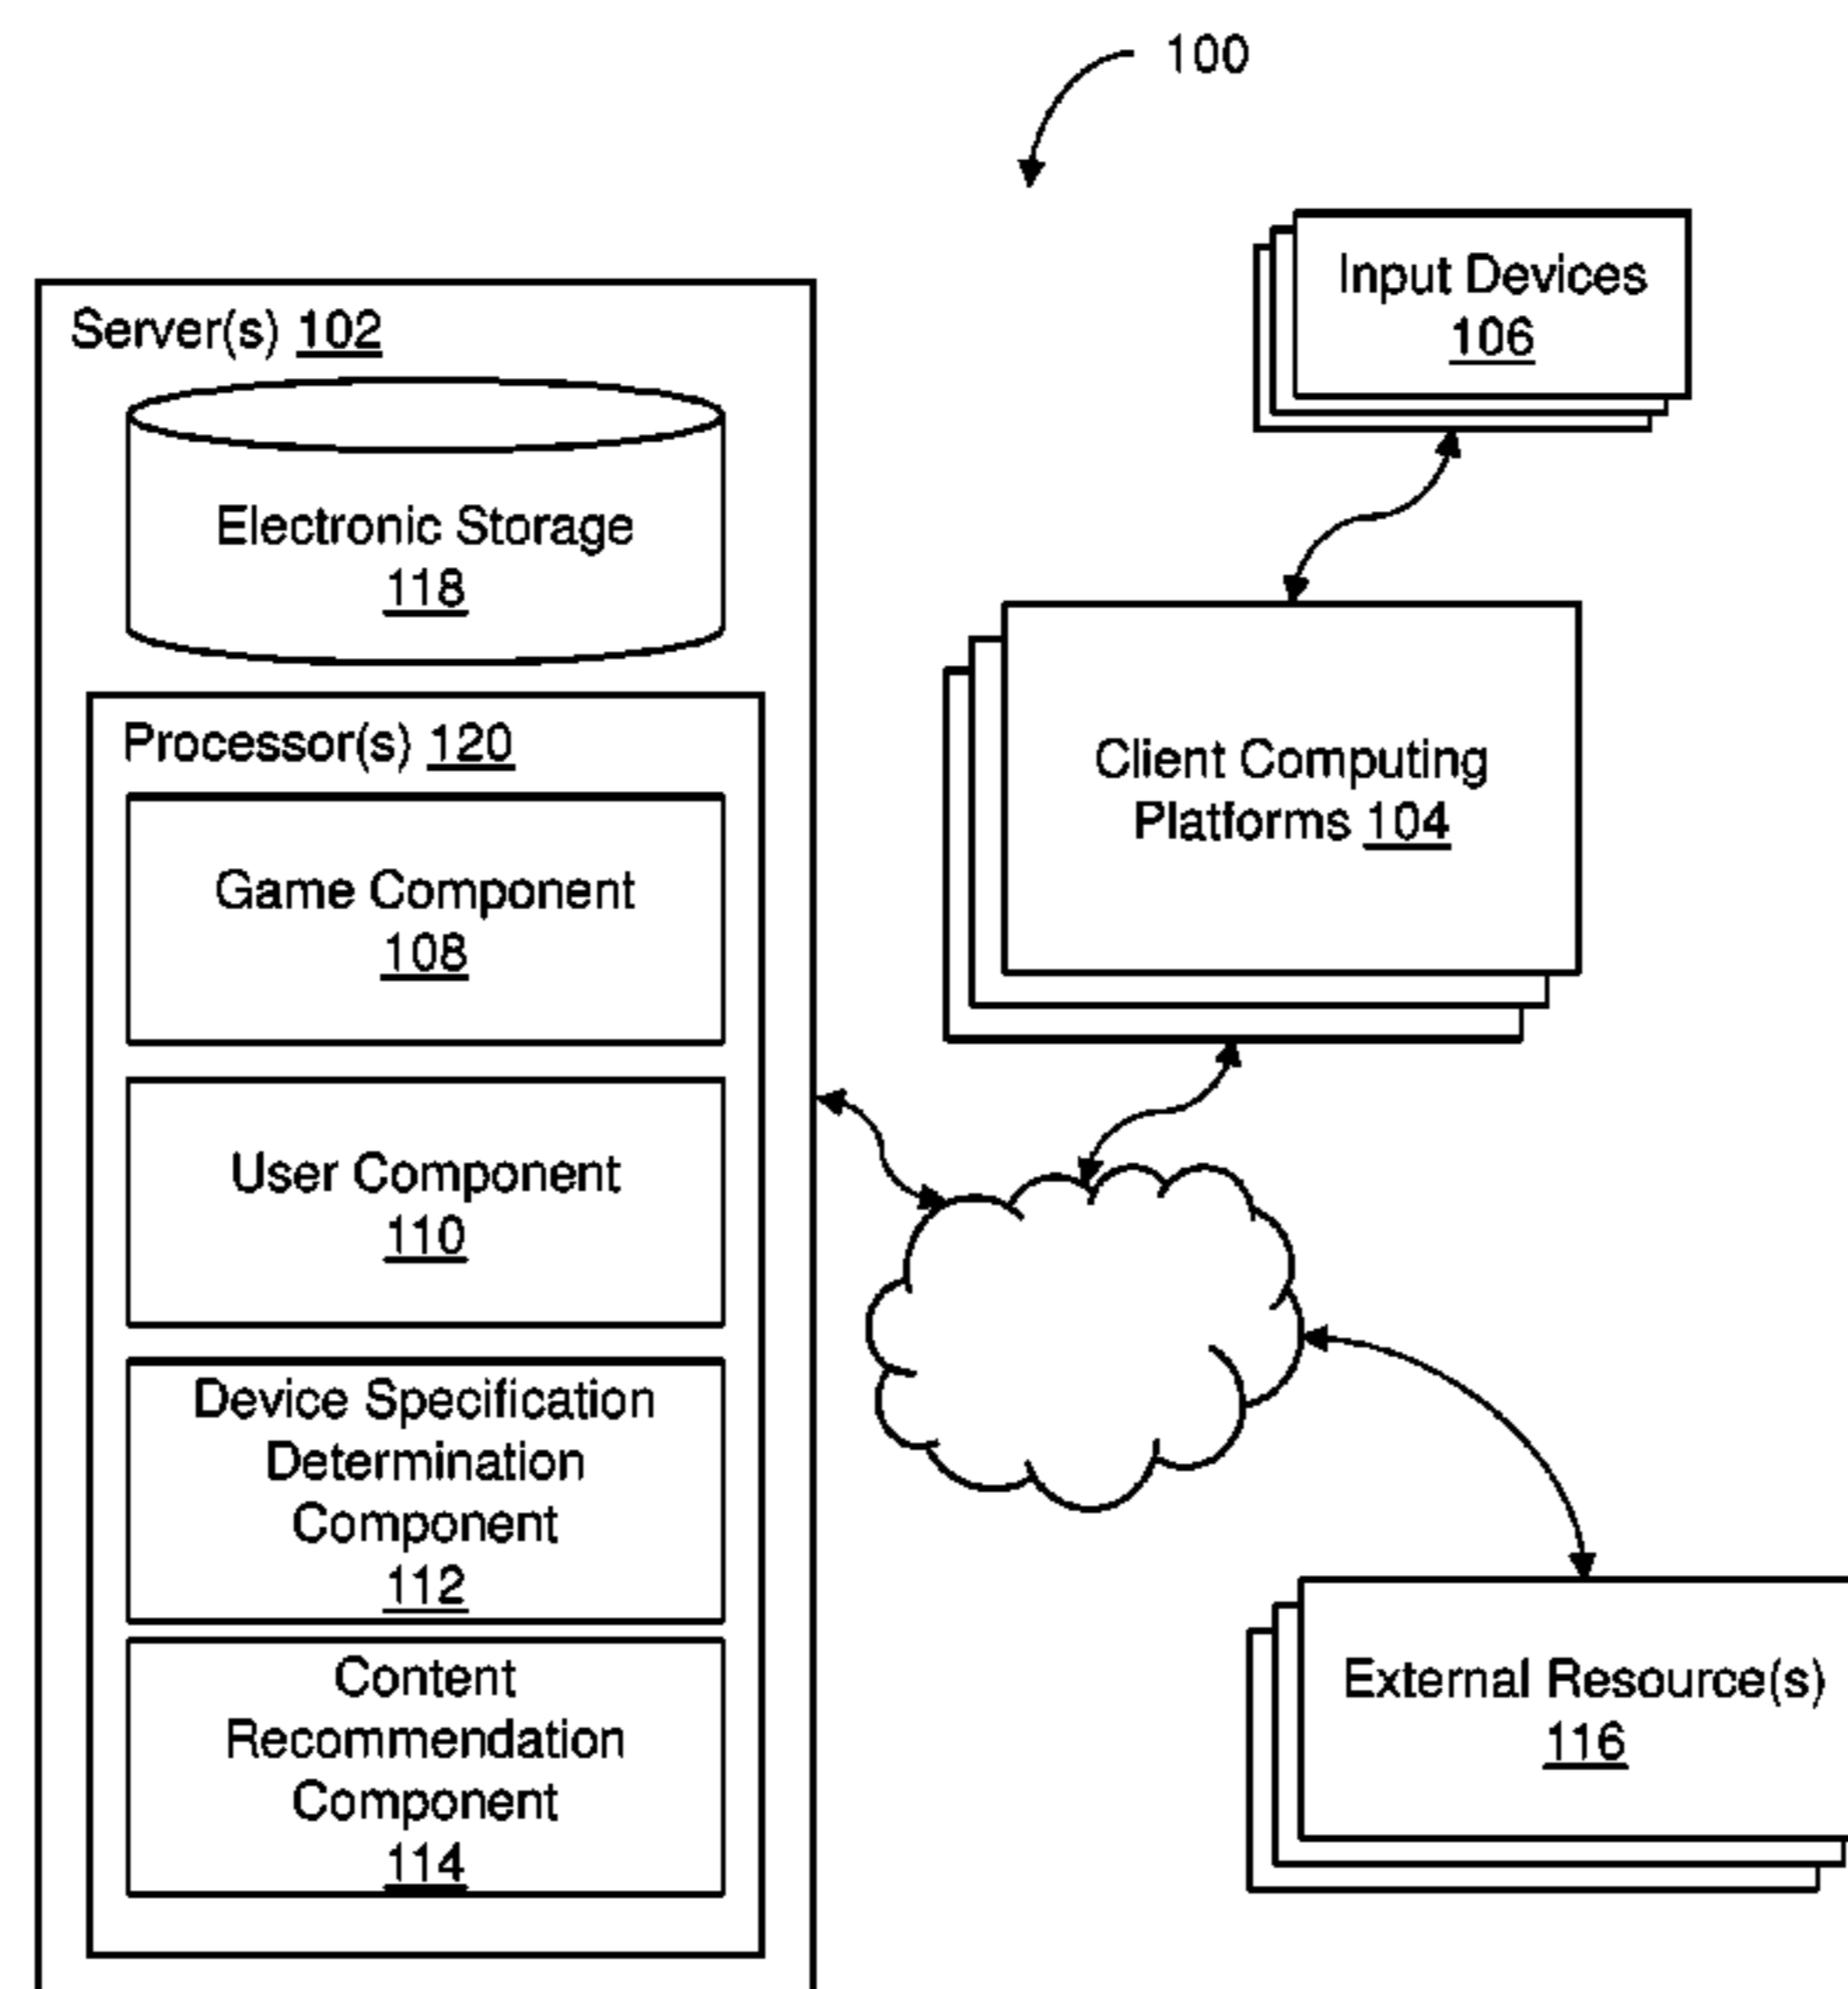 100
Input Devices
106
Server(s) 102
Electronic Storage
118
Processor(s) 120
Client Computing
Platforms 104
Game Component
108
User Component
110
Device Specification
Determination
Component
112
Content
Recommendation
Component
114
External Resource(s)
116